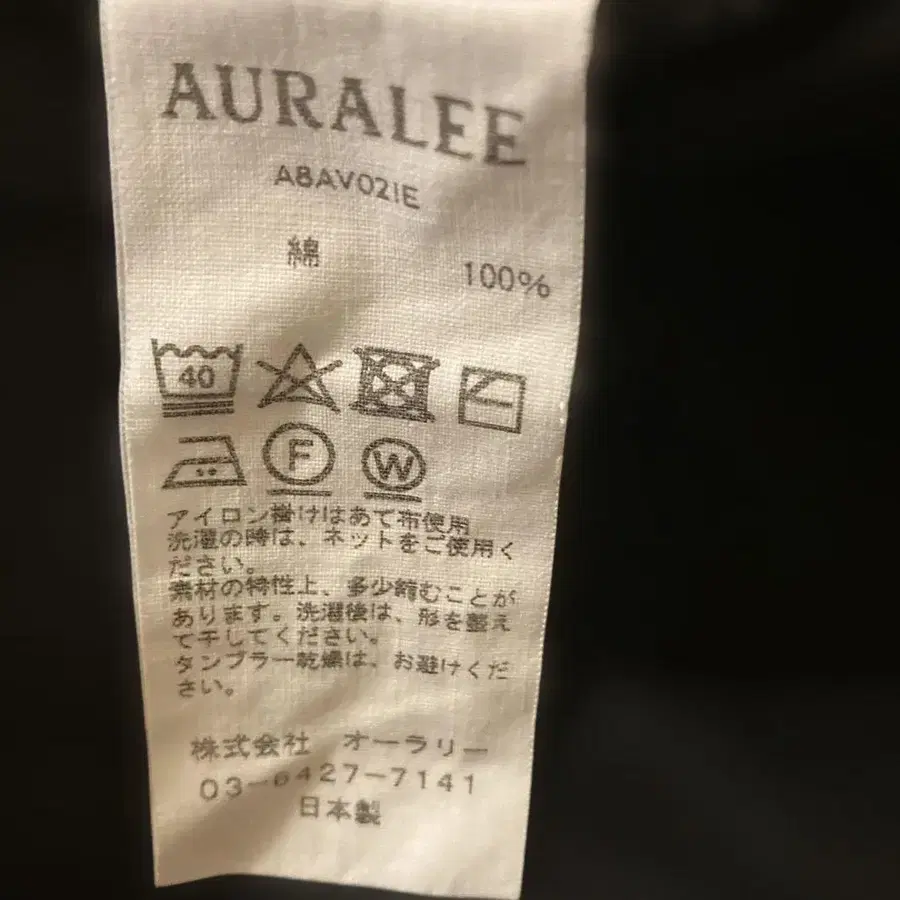 AURALEE
A8AV02IE
綿 100%
40
F W
アイロン掛けはあて布使用
洗濯の時は、ネットをご使用く
ださい。
素材の特性上、多少縮むことが
あります。洗濯後は、形を整え
て干してください。
タンブラー乾燥は、お避けくだ
さい。
株式会社 オーラリー
03-6427-7141
日本製